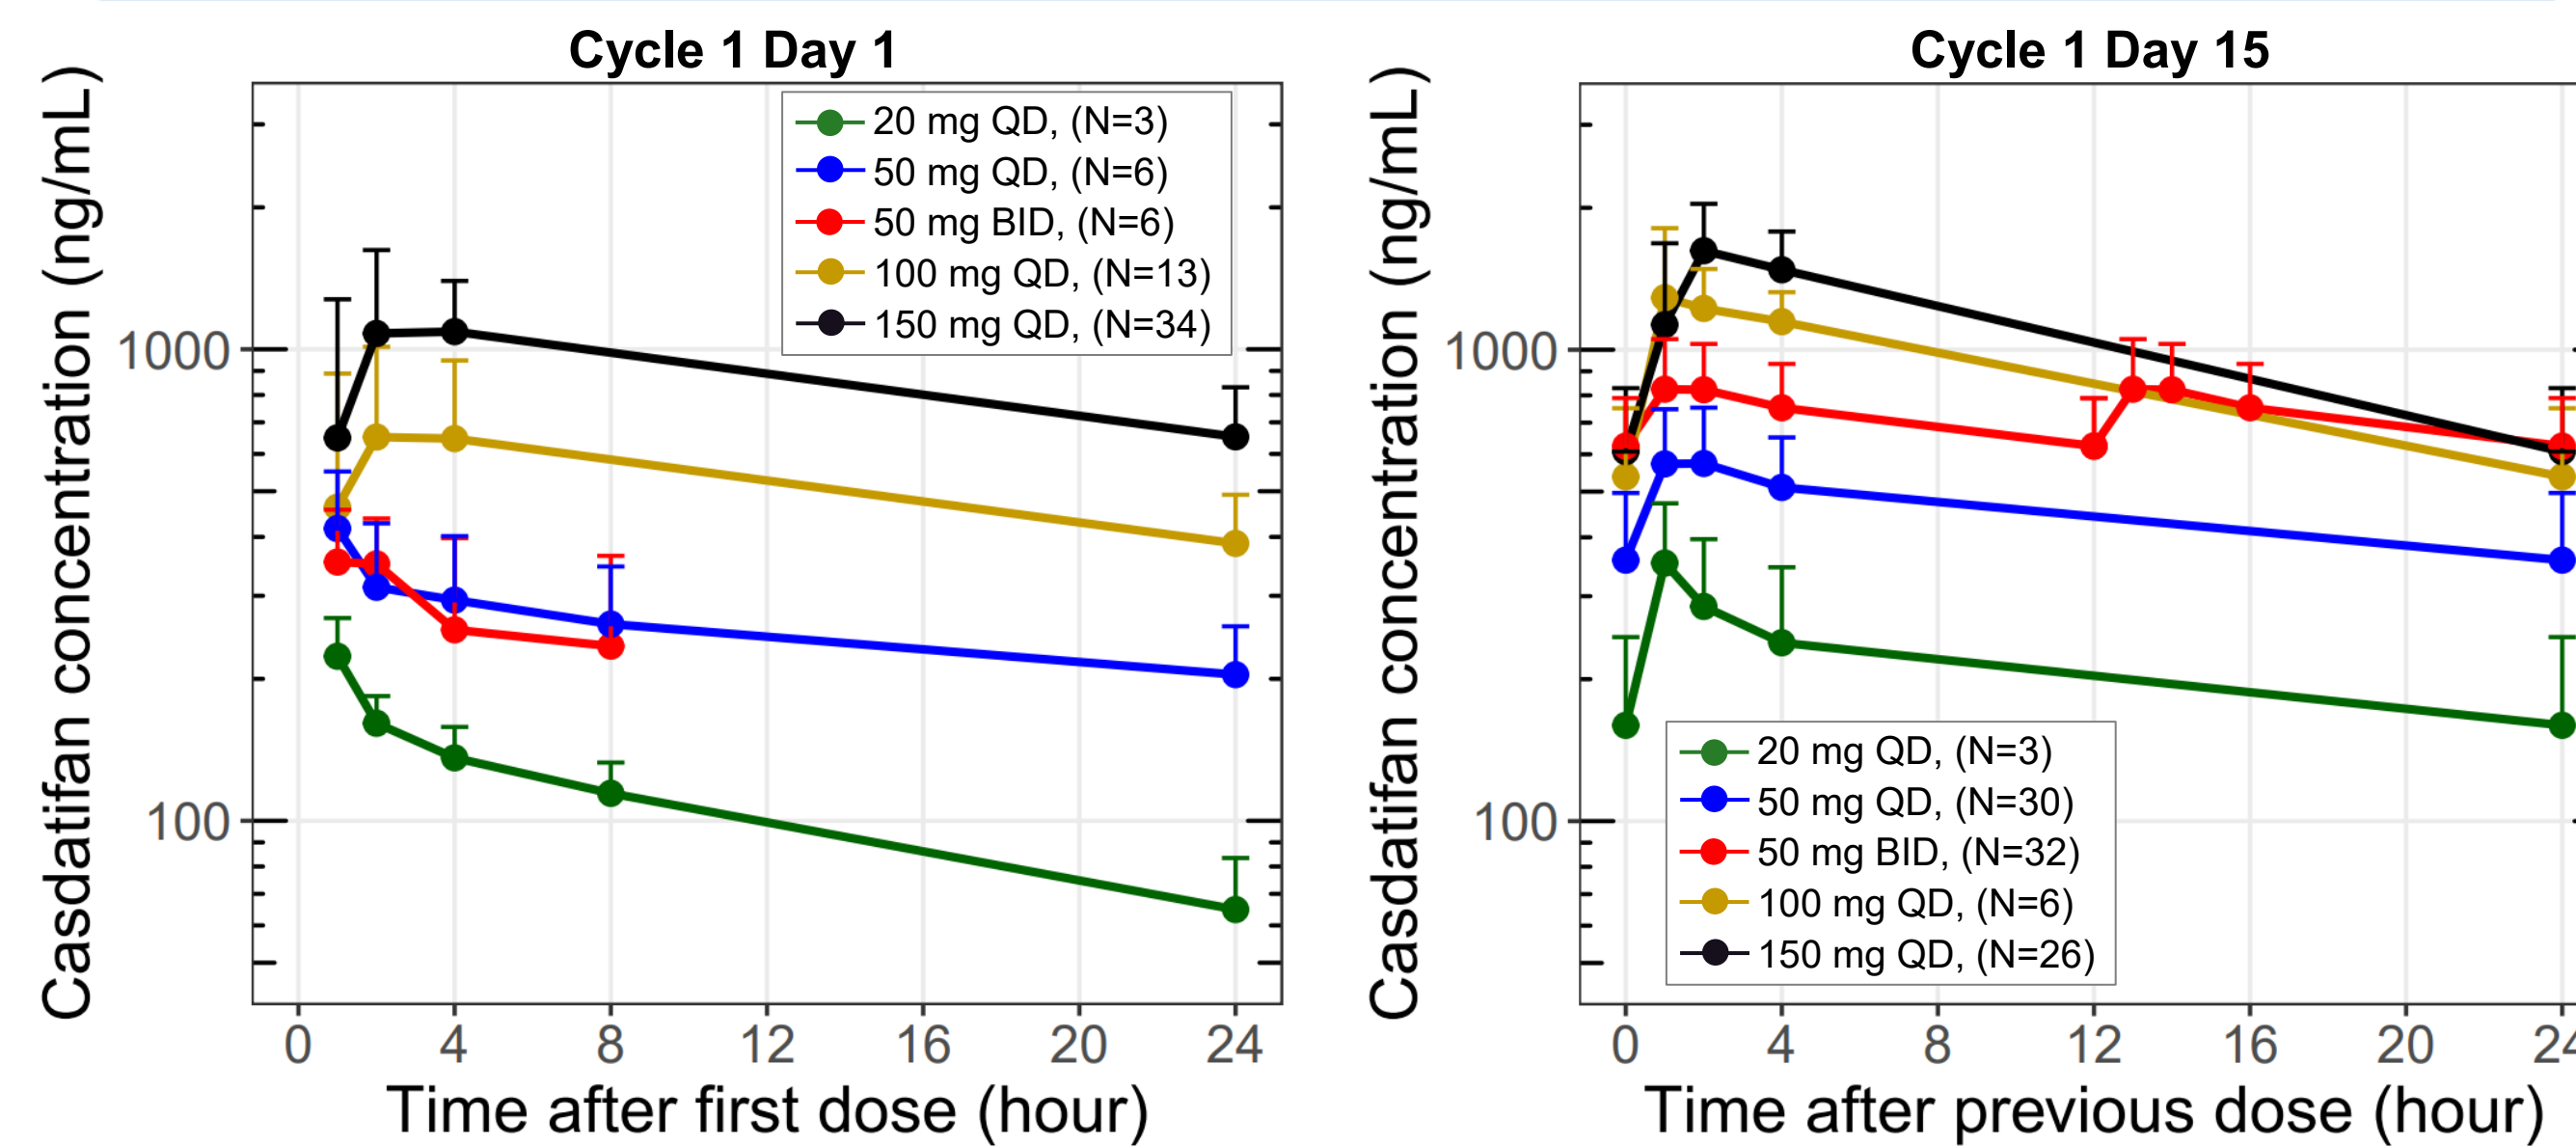 Cycle 1 Day 1
Casdatifan concentration (ng/mL)
1000
100
20 mg QD, (N=3)
50 mg QD, (N=6)
50 mg BID, (N=6)
100 mg QD, (N=13)
150 mg QD, (N=34)
0 4 8 12 16 20 24
Time after first dose (hour)
Cycle 1 Day 15
Casdatifan concentration (ng/mL)
1000
100
20 mg QD, (N=3)
50 mg QD, (N=30)
50 mg BID, (N=32)
100 mg QD, (N=6)
150 mg QD, (N=26)
0 4 8 12 16 20 24
Time after previous dose (hour)